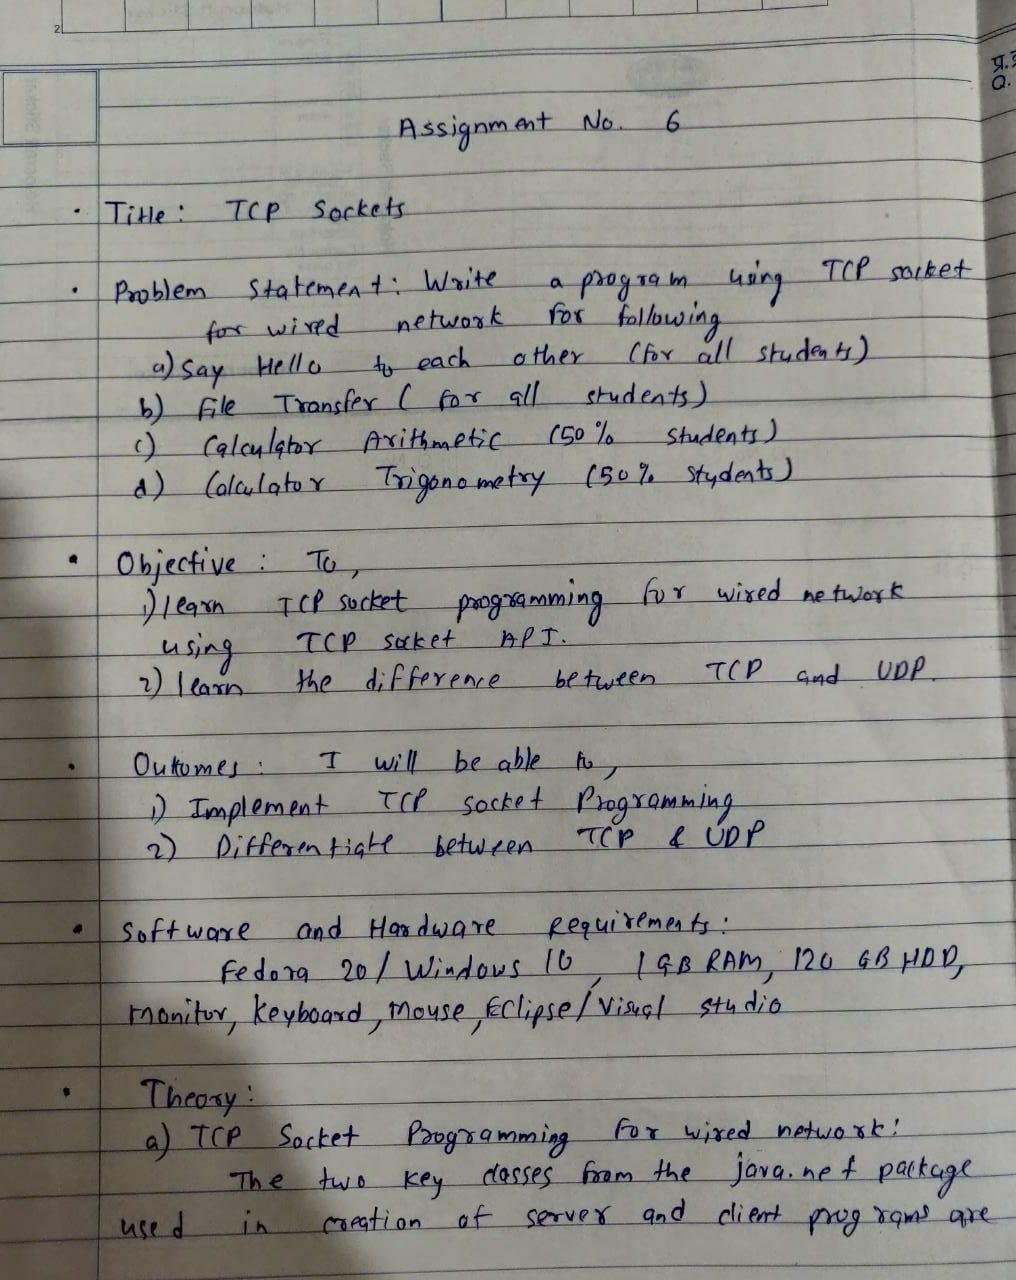 2
प्र.
Q.
Assignment No. 6
• Title : TCP Sockets
• Problem Statement : Write a program using TCP socket
for wired network for following
a) Say Hello to each other (for all students)
b) File Transfer ( for all students)
c) Calculator Arithmetic (50% students)
d) Calculator Trigonometry (50% students)
• Objective : To,
1) learn TCP socket programming for wired network
using TCP socket API.
2) learn the difference between TCP and UDP.
• Outcomes : I will be able to,
1) Implement TCP socket Programming
2) Differentiate between TCP & UDP
• Software and Hardware Requirements :
Fedora 20 / Windows 10, 1 GB RAM, 120 GB HDD,
monitor, keyboard, mouse, Eclipse / Visual studio
• Theory :
a) TCP Socket Programming for wired network :
The two key classes from the java.net package
used in creation of server and client programs are